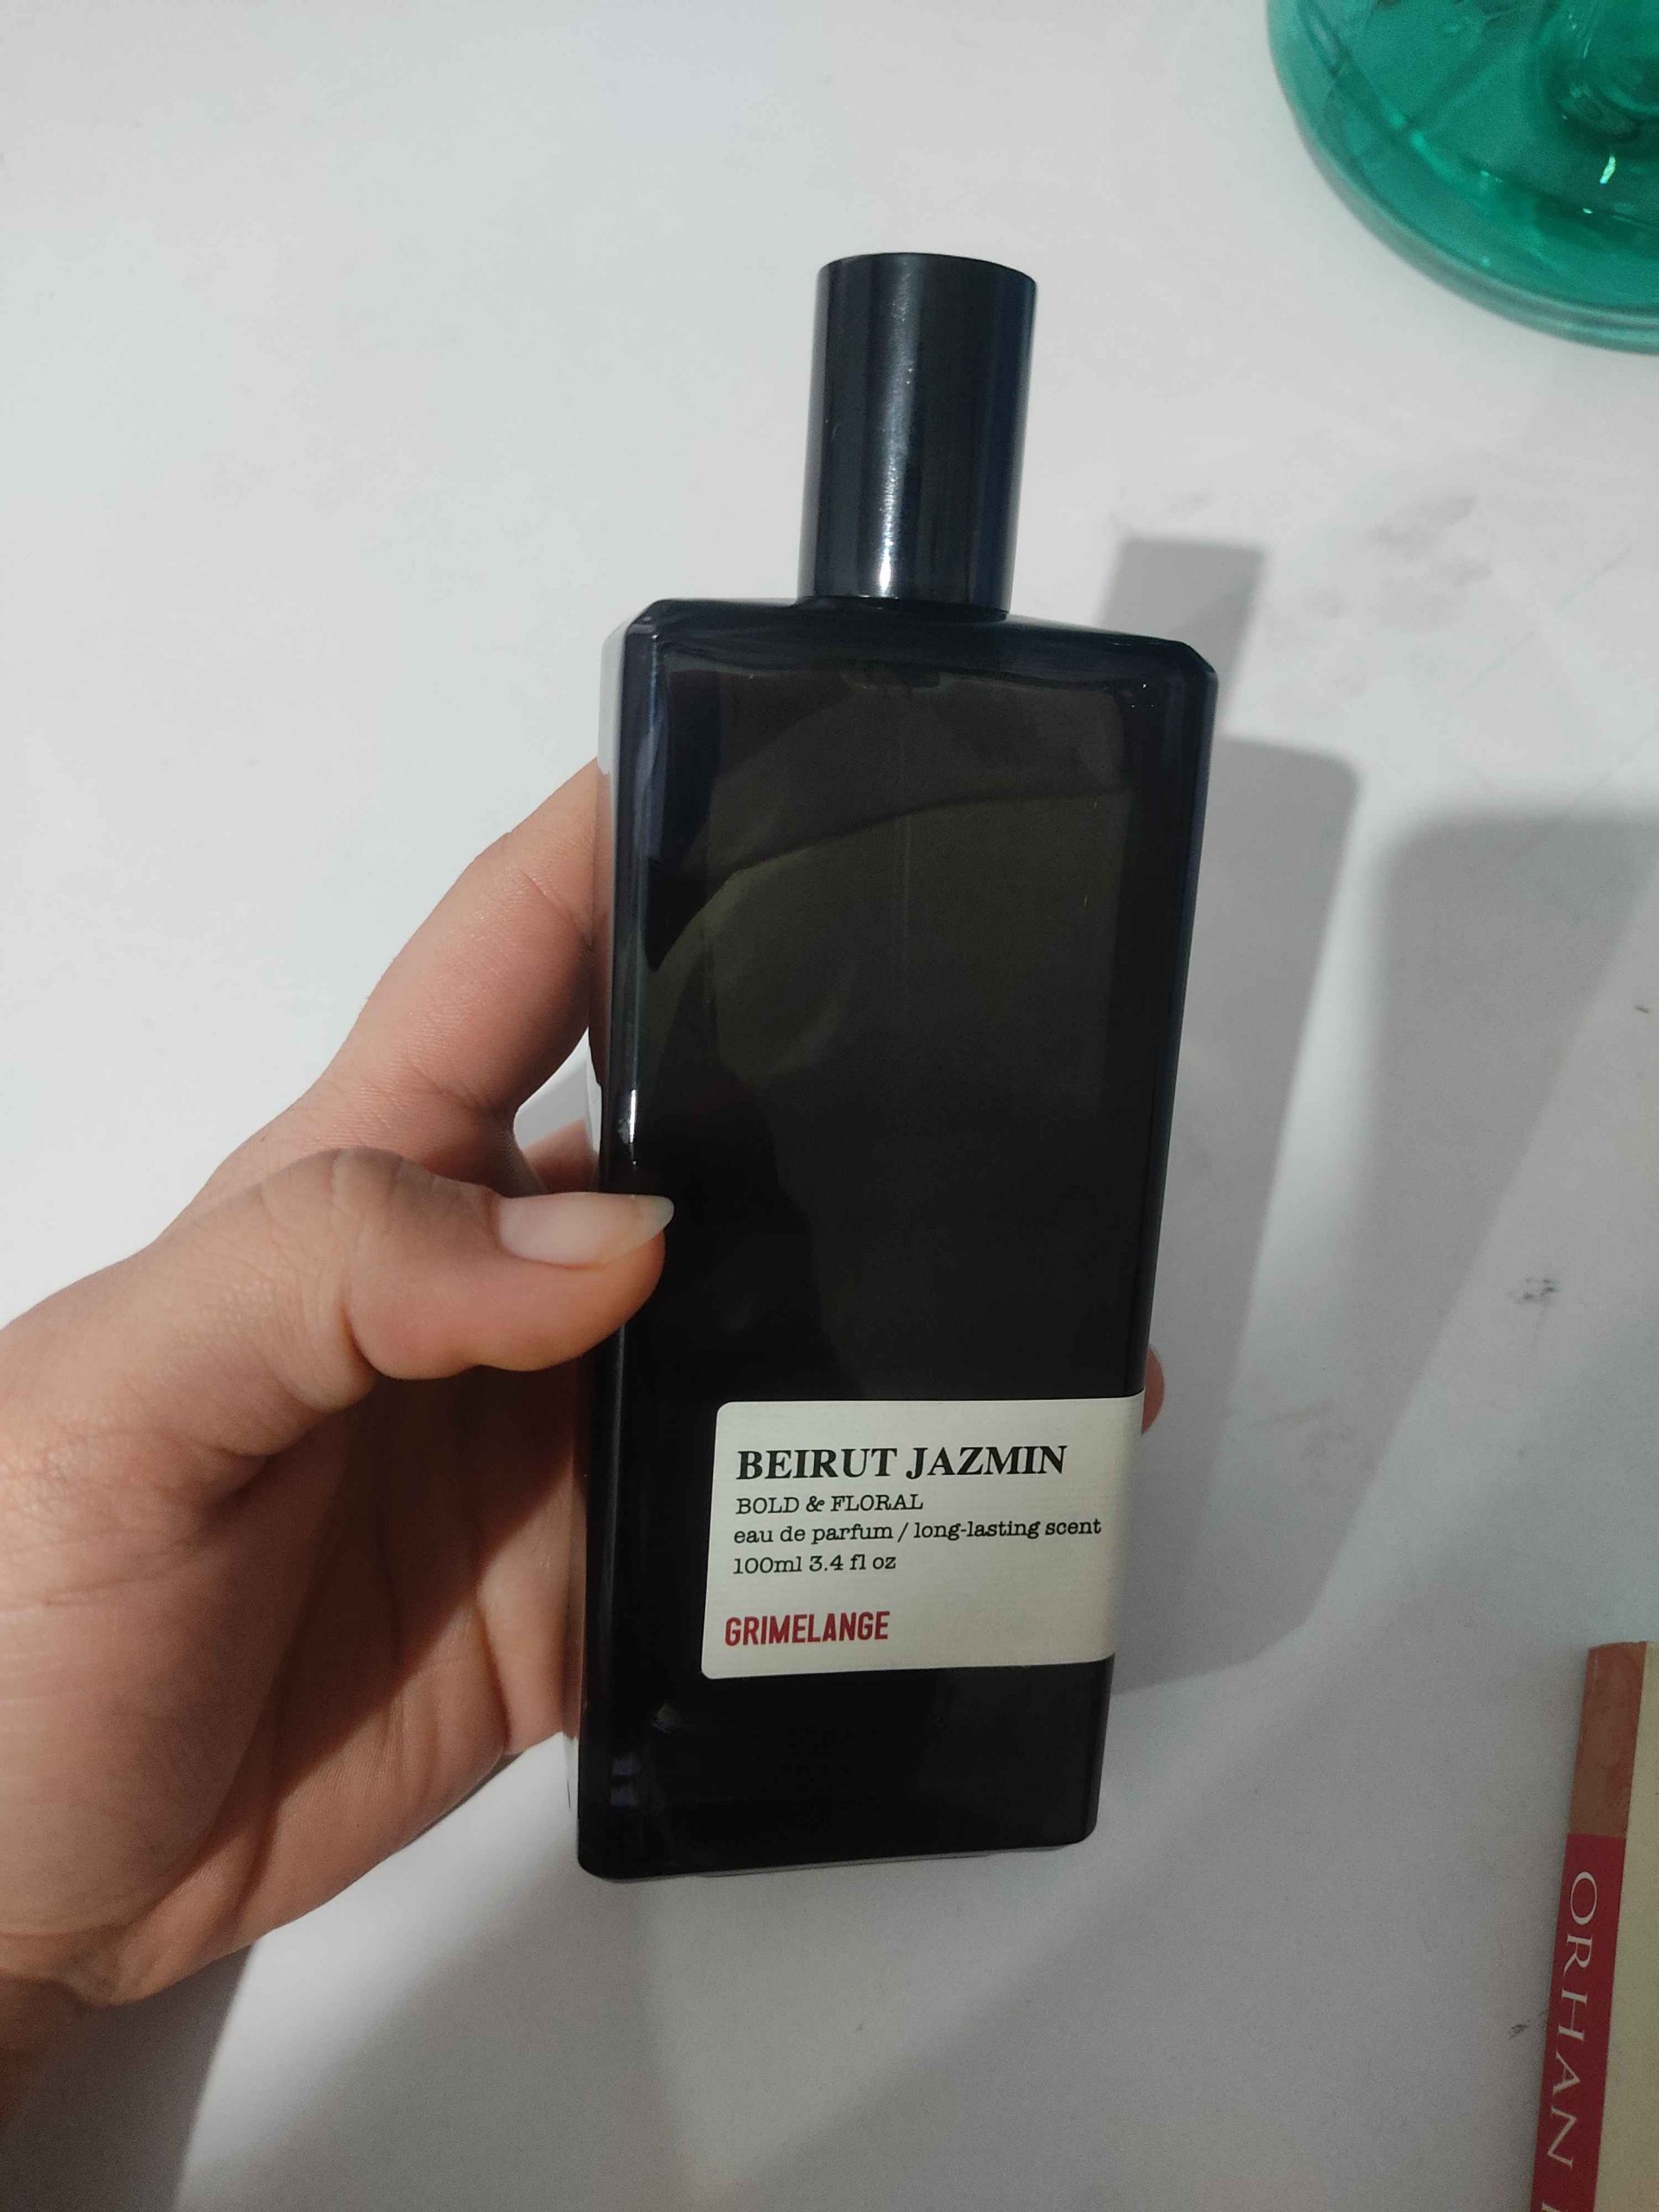 BEIRUT JAZMIN
BOLD & FLORAL
eau de parfum / long-lasting scent
100ml 3.4 fl oz
GRIMELANGE
ORHAN